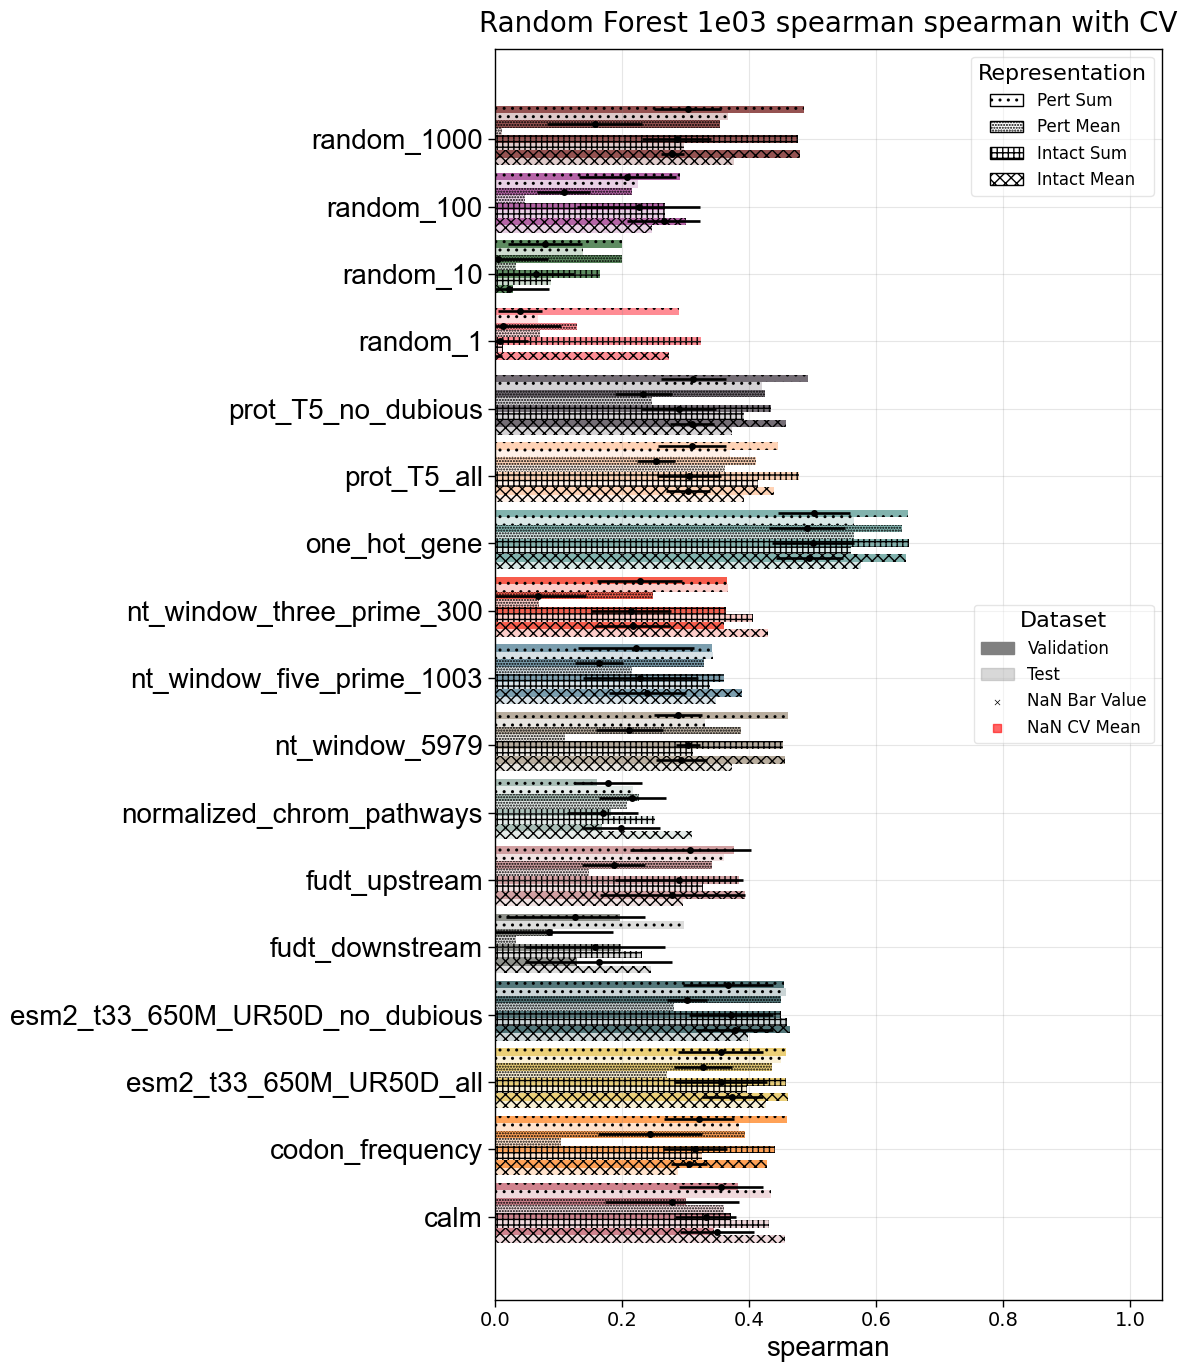 Random Forest 1e03 spearman spearman with CV
Representation
Pert Sum
Pert Mean
Intact Sum
Intact Mean
random_1000
random_100
random_10
random_1
prot_T5_no_dubious
prot_T5_all
one_hot_gene
nt_window_three_prime_300
nt_window_five_prime_1003
nt_window_5979
normalized_chrom_pathways
fudt_upstream
fudt_downstream
esm2_t33_650M_UR50D_no_dubious
esm2_t33_650M_UR50D_all
codon_frequency
calm
Dataset
Validation
Test
NaN Bar Value
NaN CV Mean
0.0 0.2 0.4 0.6 0.8 1.0
spearman